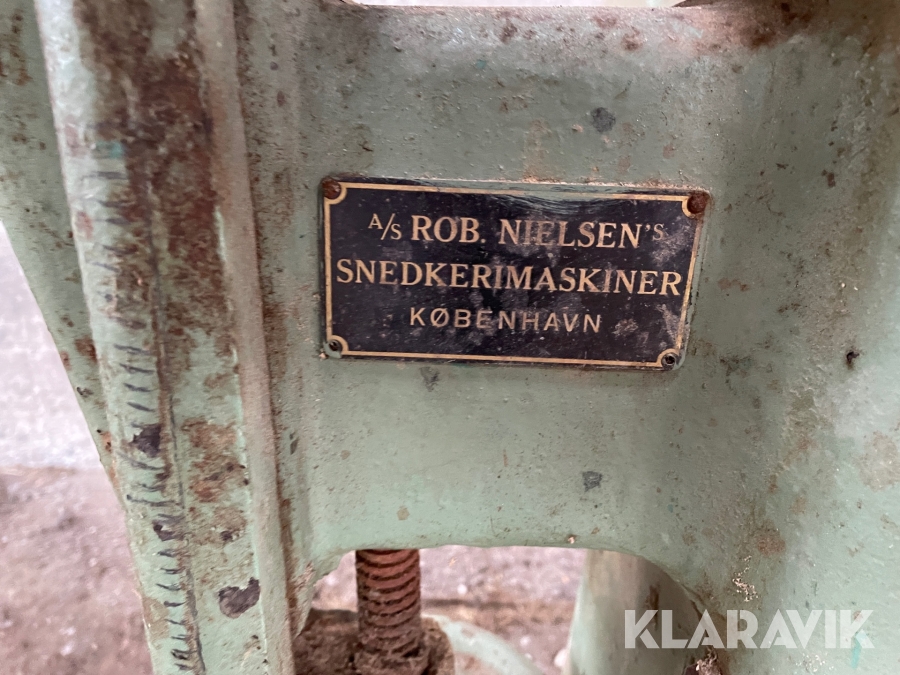 A/S ROB. NIELSEN'S
SNEDKERIMASKINER
KØBENHAVN
KLARAVIK